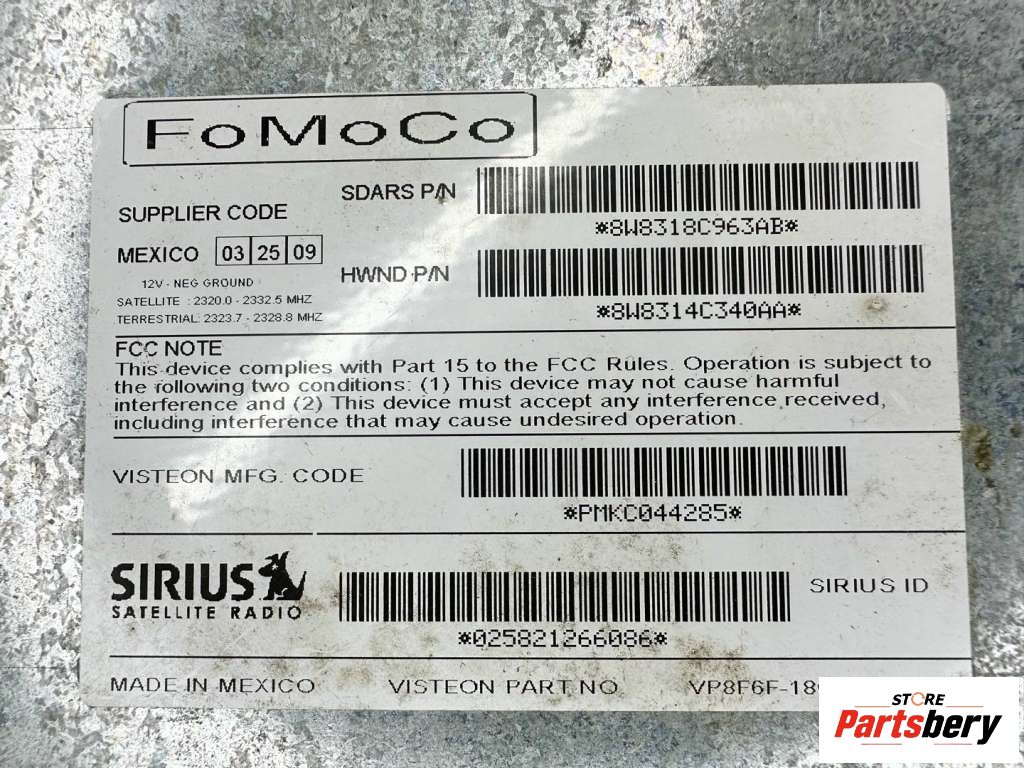 FoMoCo
SUPPLIER CODE
SDARS P/N
*8W8318C963AB*
MEXICO 03 25 09
HWND P/N
*8W8314C340AA*
12V - NEG GROUND
SATELLITE : 2320.0 - 2332.5 MHZ
TERRESTRIAL: 2323.7 - 2328.8 MHZ
FCC NOTE
This device complies with Part 15 to the FCC Rules. Operation is subject to
the following two conditions: (1) This device may not cause harmful
interference and (2) This device must accept any interference received,
including interference that may cause undesired operation.
VISTEON MFG. CODE
*PMKC044285*
SIRIUS
SATELLITE RADIO
SIRIUS ID
*025821266086*
MADE IN MEXICO VISTEON PART NO VP8F6F-18
STORE
Partsbery